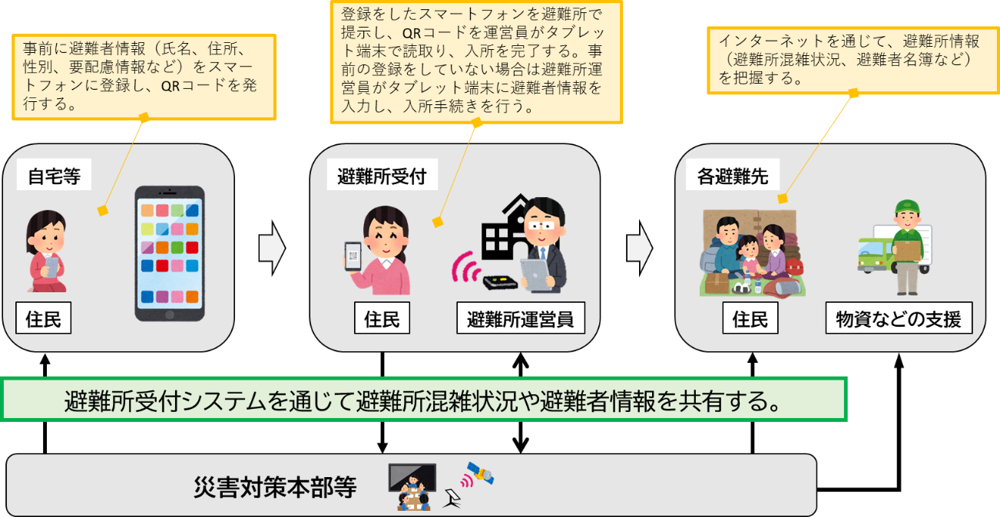 事前に避難者情報（氏名、住所、
性別、要配慮情報など）をスマー
トフォンに登録し、QRコードを発
行する。
登録をしたスマートフォンを避難所で
提示し、QRコードを運営員がタブレッ
ト端末で読取り、入所を完了する。事
前の登録をしていない場合は避難所運
営員がタブレット端末に避難者情報を
入力し、入所手続きを行う。
インターネットを通じて、避難所情報
（避難所混雑状況、避難者名簿など）
を把握する。
自宅等
住民
避難所受付
住民
避難所運営員
各避難先
住民
物資などの支援
避難所受付システムを通じて避難所混雑状況や避難者情報を共有する。
災害対策本部等